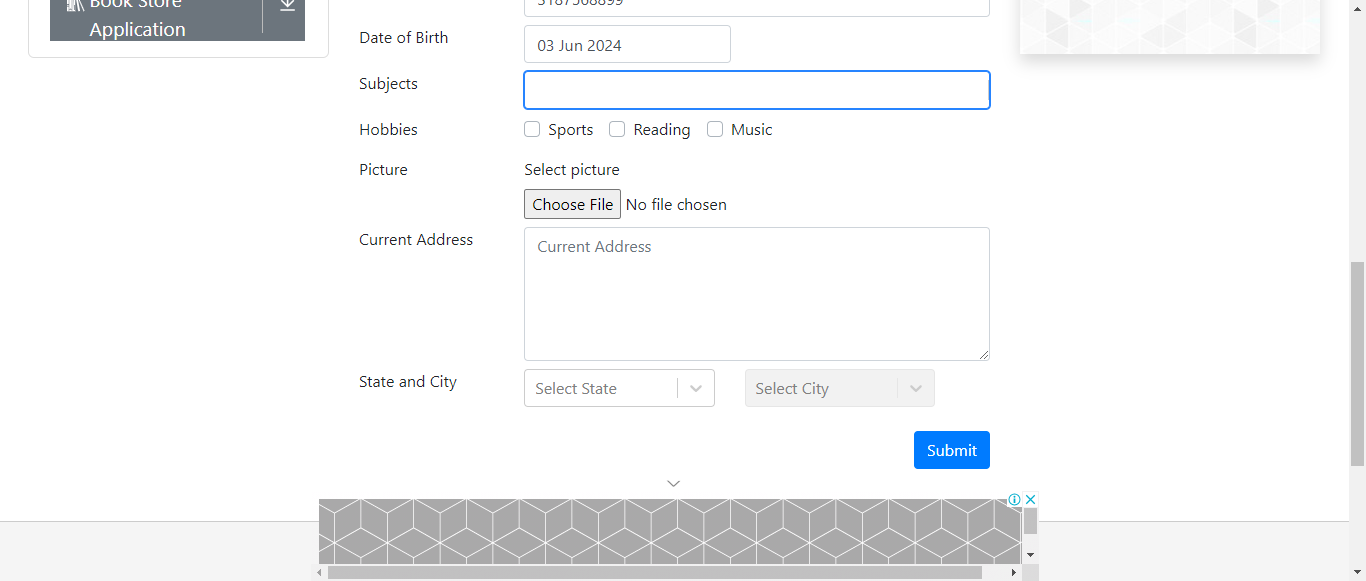 Book Store
Application
Date of Birth
03 Jun 2024
Subjects
Hobbies
Sports Reading Music
Picture
Select picture
Choose File No file chosen
Current Address
Current Address
State and City
Select State Select City
Submit